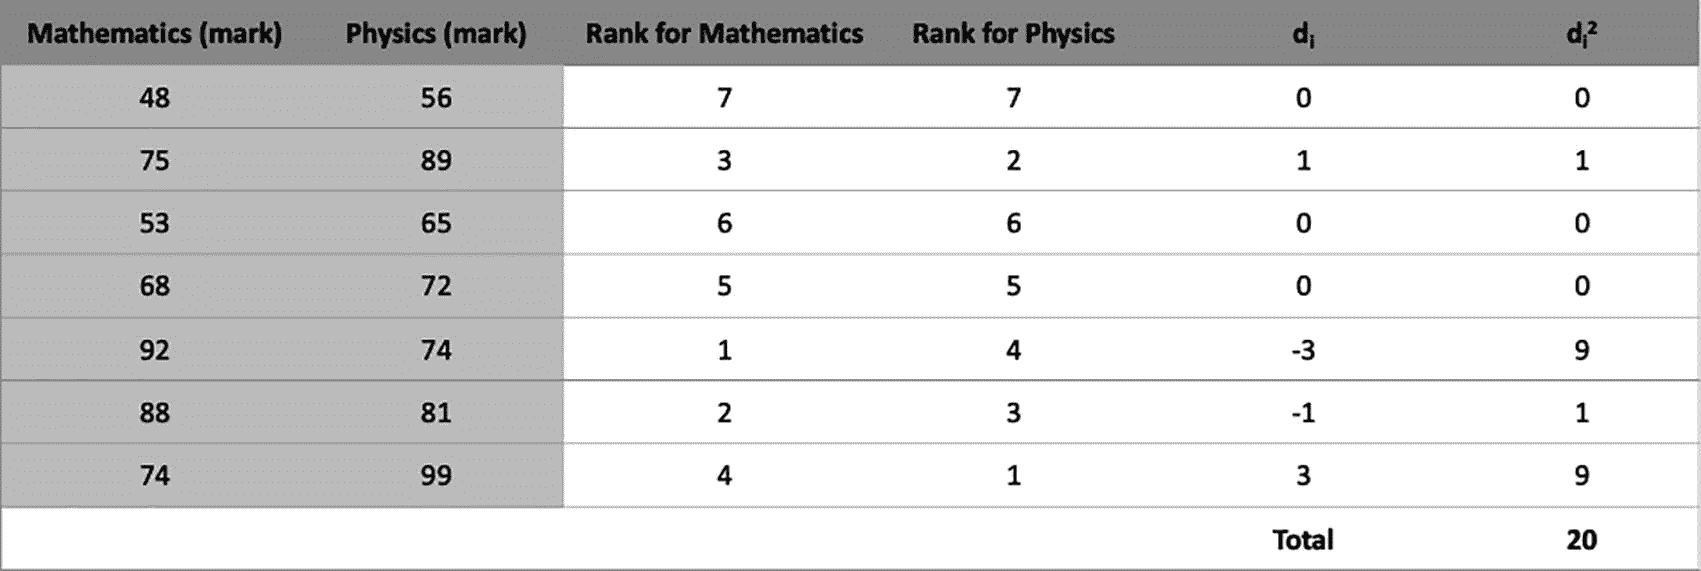 Mathematics (mark) Physics (mark) Rank for Mathematics Rank for Physics dᵢ dᵢ²
48 56 7 7 0 0
75 89 3 2 1 1
53 65 6 6 0 0
68 72 5 5 0 0
92 74 1 4 -3 9
88 81 2 3 -1 1
74 99 4 1 3 9
Total 20